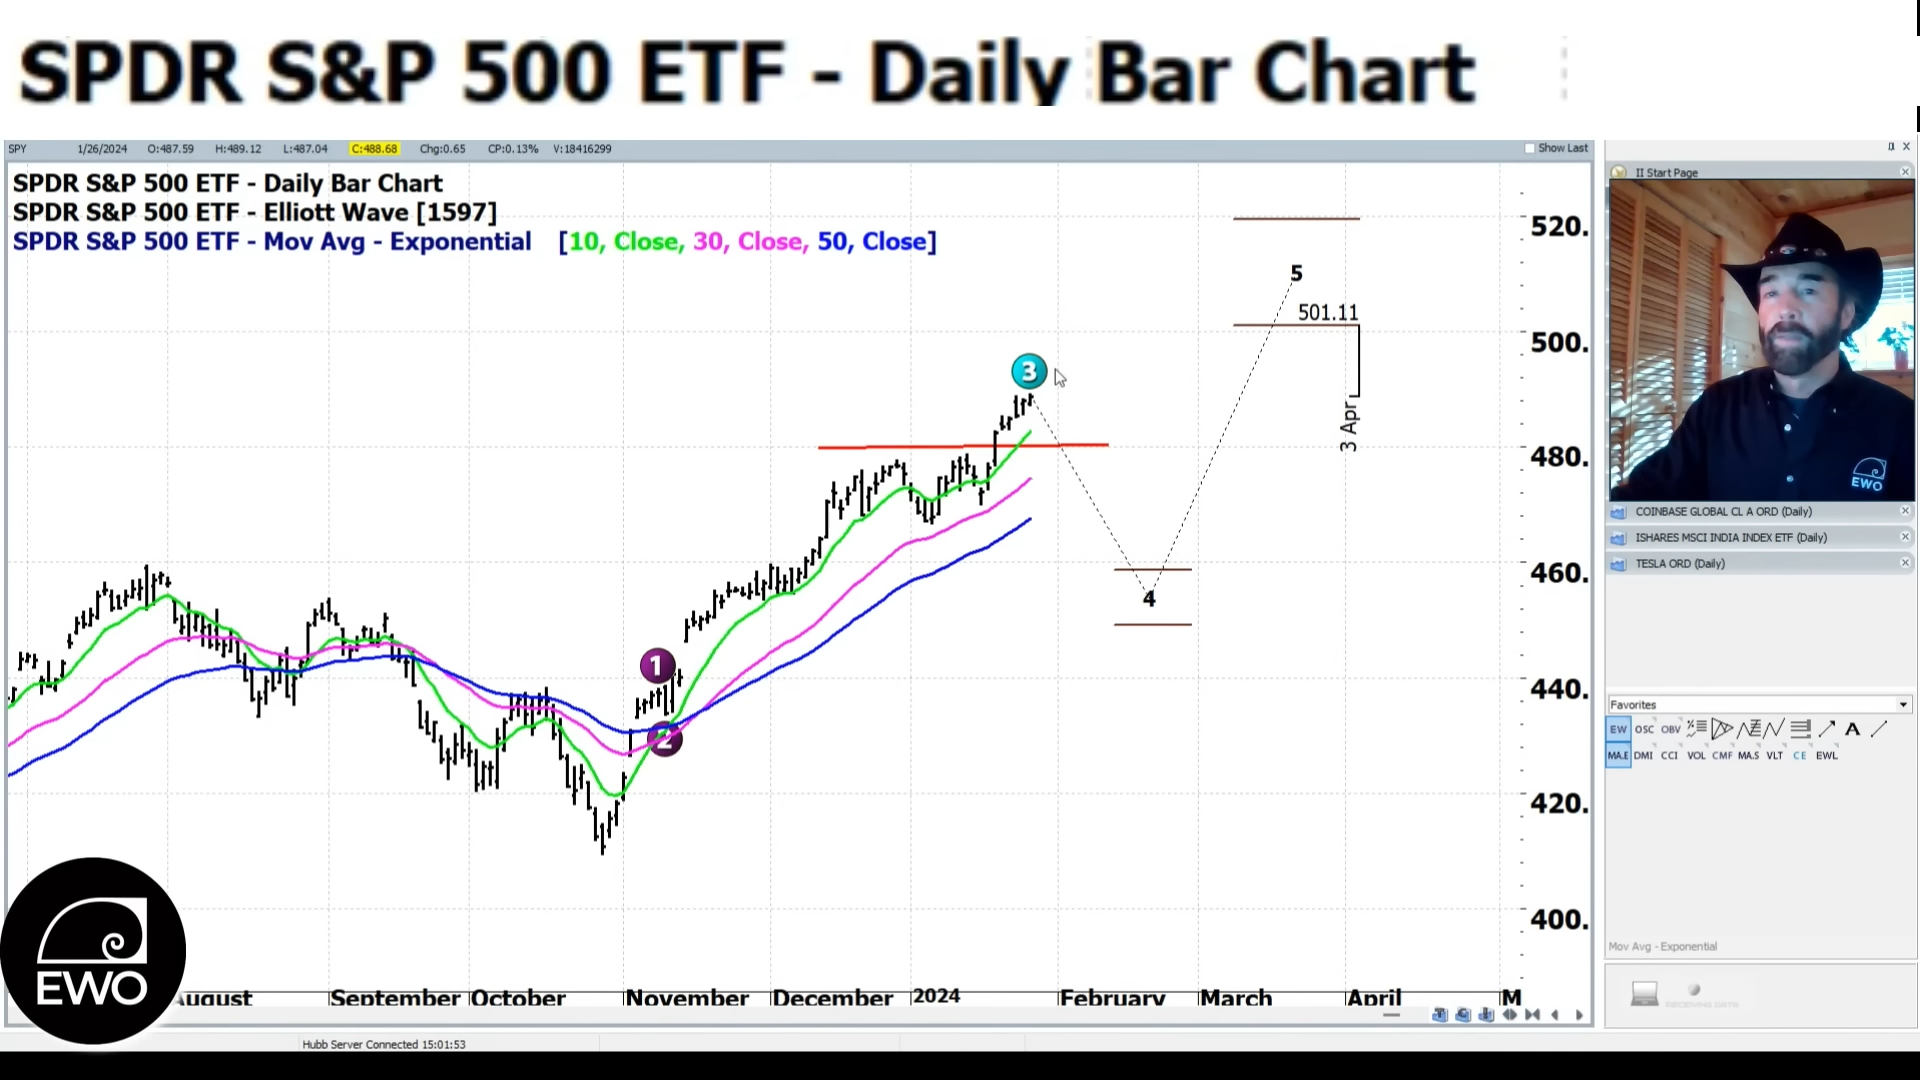 SPDR S&P 500 ETF - Daily Bar Chart
SPY 1/26/2024 O:487.59 H:489.12 L:487.04 C:488.68 Chg:0.65 CP:0.13% V:18416299 Show Last
SPDR S&P 500 ETF - Daily Bar Chart
SPDR S&P 500 ETF - Elliott Wave [1597]
SPDR S&P 500 ETF - Mov Avg - Exponential [10, Close, 30, Close, 50, Close]
520.
5
501.11
500.
3
3 Apr
480.
460.
4
1
440.
2
420.
400.
August September October November December 2024 February March April M
EWO
Hubb Server Connected 15:01:53
II Start Page
EWO
COINBASE GLOBAL CL A ORD (Daily)
ISHARES MSCI INDIA INDEX ETF (Daily)
TESLA ORD (Daily)
Favorites
EW OSC OBV A
MA.E DMI CCI VOL CMF MA.S VLT CE EWL
Mov Avg - Exponential
RECEIVING DATA